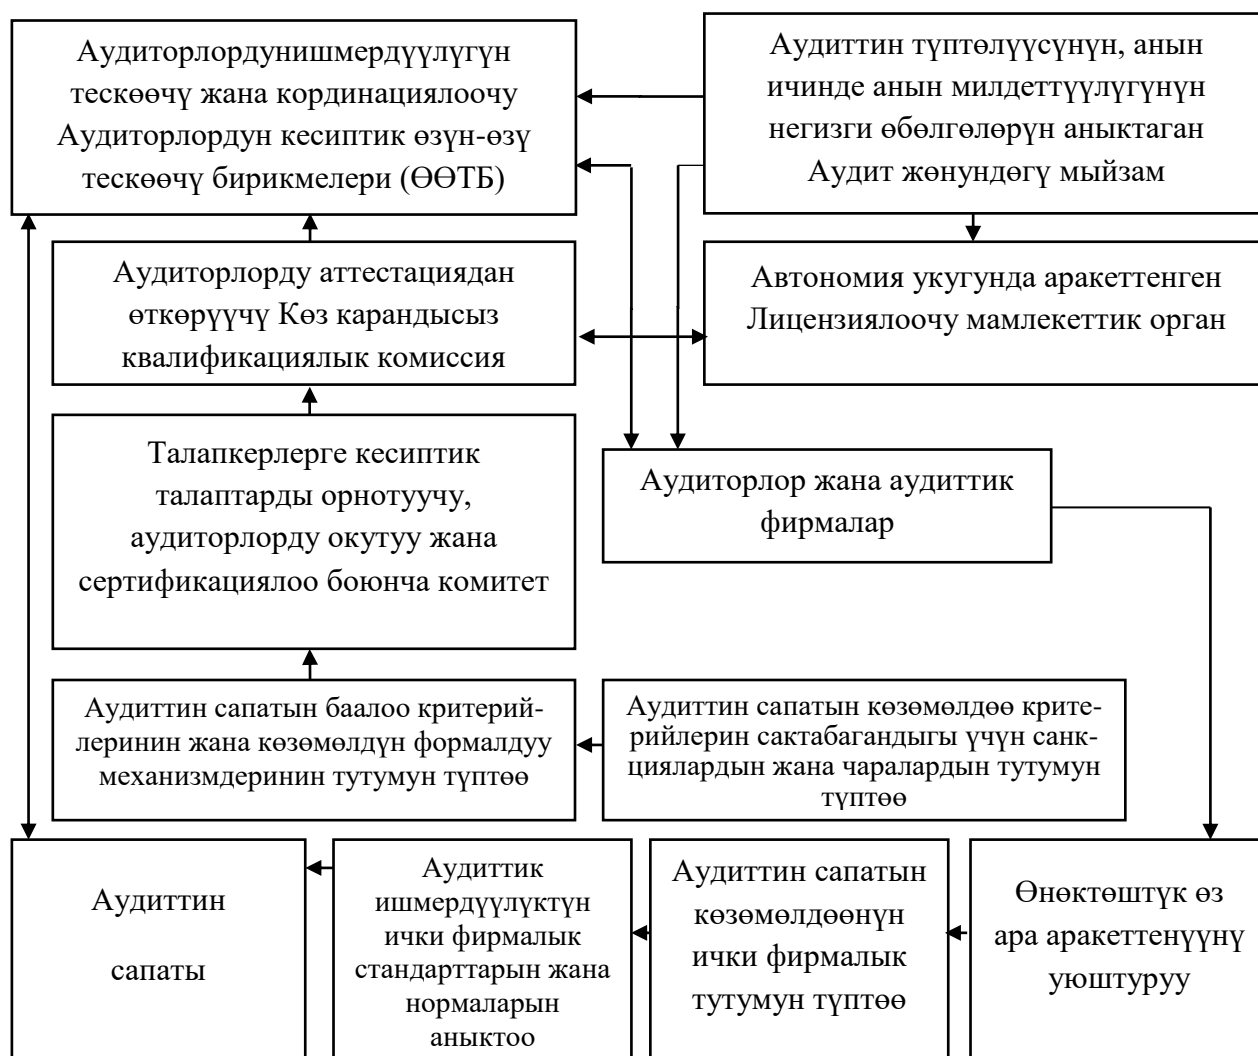 Аудиторлордунишмердүүлүгүн
тескөөчү жана кординациялоочу
Аудиторлордун кесиптик өзүн-өзү
тескөөчү бирикмелери (ӨӨТБ)
Аудиттин түптөлүүсүнүн, анын
ичинде анын милдеттүүлүгүнүн
негизги өбөлгөлөрүн аныктаган
Аудит жөнундөгү мыйзам
Аудиторлорду аттестациядан
өткөрүүчү Көз карандысыз
квалификациялык комиссия
Автономия укугунда аракеттенген
Лицензиялоочу мамлекеттик орган
Талапкерлерге кесиптик
талаптарды орнотуучу,
аудиторлорду окутуу жана
сертификациялоо боюнча комитет
Аудиторлор жана аудиттик
фирмалар
Аудиттин сапатын баалоо критерий-
леринин жана көзөмөлдүн формалдуу
механизмдеринин тутумун түптөө
Аудиттин сапатын көзөмөлдөө крите-
рийлерин сактабагандыгы үчүн санк-
циялардын жана чаралардын тутумун
түптөө
Аудиттин
сапаты
Аудиттик
ишмердүүлүктүн
ички фирмалык
стандарттарын жана
нормаларын
аныктоо
Аудиттин сапатын
көзөмөлдөөнүн
ички фирмалык
тутумун түптөө
Өнөктөштүк өз
ара аракеттенүүнү
уюштуруу